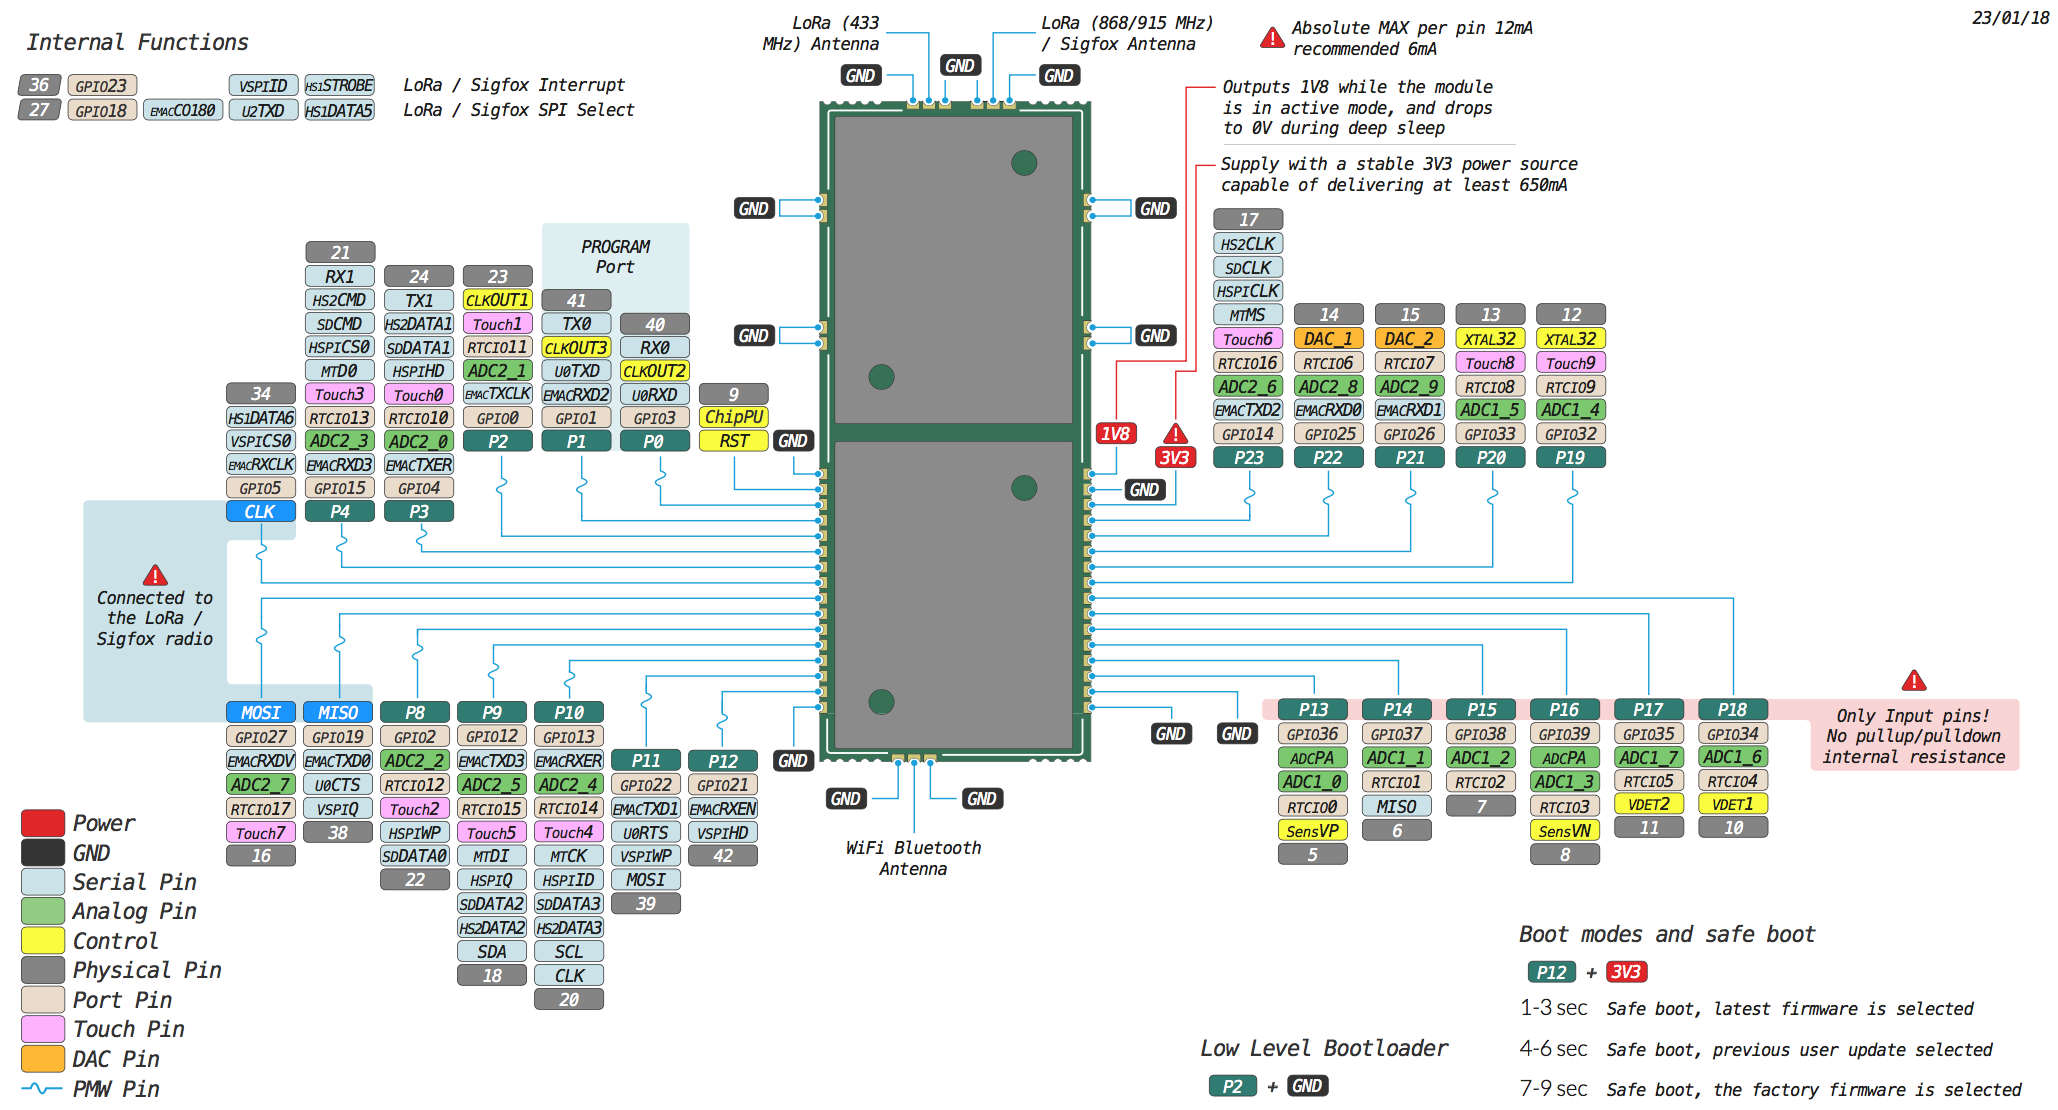 23/01/18
Internal Functions
36 GPIO23 VSPIID HS1STROBE LoRa / Sigfox Interrupt
27 GPIO18 EMACCO180 U2TXD HS1DATA5 LoRa / Sigfox SPI Select
LoRa (433
MHz) Antenna
LoRa (868/915 MHz)
/ Sigfox Antenna
GND
GND
GND
Absolute MAX per pin 12mA
recommended 6mA
Outputs 1V8 while the module
is in active mode, and drops
to 0V during deep sleep
Supply with a stable 3V3 power source
capable of delivering at least 650mA
GND
GND
GND
GND
PROGRAM
Port
34
HS1DATA6
VSPICS0
EMACRXCLK
GPIO5
CLK
21
RX1
HS2CMD
SDCMD
HSPICS0
MTDO
Touch3
RTCIO13
ADC2_3
EMACRXD3
GPIO15
P4
24
TX1
HS2DATA1
SDDATA1
HSPIHD
Touch0
RTCIO10
ADC2_0
EMACTXER
GPIO4
P3
23
CLKOUT1
Touch1
RTCIO11
ADC2_1
EMACTXCLK
GPIO0
P2
41
TX0
CLKOUT3
U0TXD
EMACRXD2
GPIO1
P1
40
RX0
CLKOUT2
U0RXD
GPIO3
P0
9
ChipPU
RST
GND
1V8
3V3
GND
17
HS2CLK
SDCLK
HSPICLK
MTMS
Touch6
RTCIO16
ADC2_6
EMACTXD2
GPIO14
P23
14
DAC_1
RTCIO6
ADC2_8
EMACRXD0
GPIO25
P22
15
DAC_2
RTCIO7
ADC2_9
EMACRXD1
GPIO26
P21
13
XTAL32
Touch8
RTCIO8
ADC1_5
GPIO33
P20
12
XTAL32
Touch9
RTCIO9
ADC1_4
GPIO32
P19
Connected to
the LoRa /
Sigfox radio
MOSI
GPIO27
EMACRXDV
ADC2_7
RTCIO17
Touch7
16
MISO
GPIO19
EMACTXD0
U0CTS
VSPIQ
38
P8
GPIO2
ADC2_2
RTCIO12
Touch2
HSPIWP
SDDATA0
22
P9
GPIO12
EMACTXD3
ADC2_5
RTCIO15
Touch5
MTDI
HSPIQ
SDDATA2
HS2DATA2
SDA
18
P10
GPIO13
EMACRXER
ADC2_4
RTCIO14
Touch4
MTCK
HSPIID
SDDATA3
HS2DATA3
SCL
CLK
20
P11
GPIO22
EMACTXD1
U0RTS
VSPIWP
MOSI
39
P12
GPIO21
EMACRXEN
VSPIHD
42
GND
GND
GND
WiFi Bluetooth
Antenna
GND
GND
P13
GPIO36
ADCPA
ADC1_0
RTCIO0
SensVP
5
P14
GPIO37
ADC1_1
RTCIO1
MISO
6
P15
GPIO38
ADC1_2
RTCIO2
7
P16
GPIO39
ADCPA
ADC1_3
RTCIO3
SensVN
8
P17
GPIO35
ADC1_7
RTCIO5
VDET2
11
P18
GPIO34
ADC1_6
RTCIO4
VDET1
10
Only Input pins!
No pullup/pulldown
internal resistance
Power
GND
Serial Pin
Analog Pin
Control
Physical Pin
Port Pin
Touch Pin
DAC Pin
PMW Pin
Low Level Bootloader
P2 + GND
Boot modes and safe boot
P12 + 3V3
1-3 sec Safe boot, latest firmware is selected
4-6 sec Safe boot, previous user update selected
7-9 sec Safe boot, the factory firmware is selected